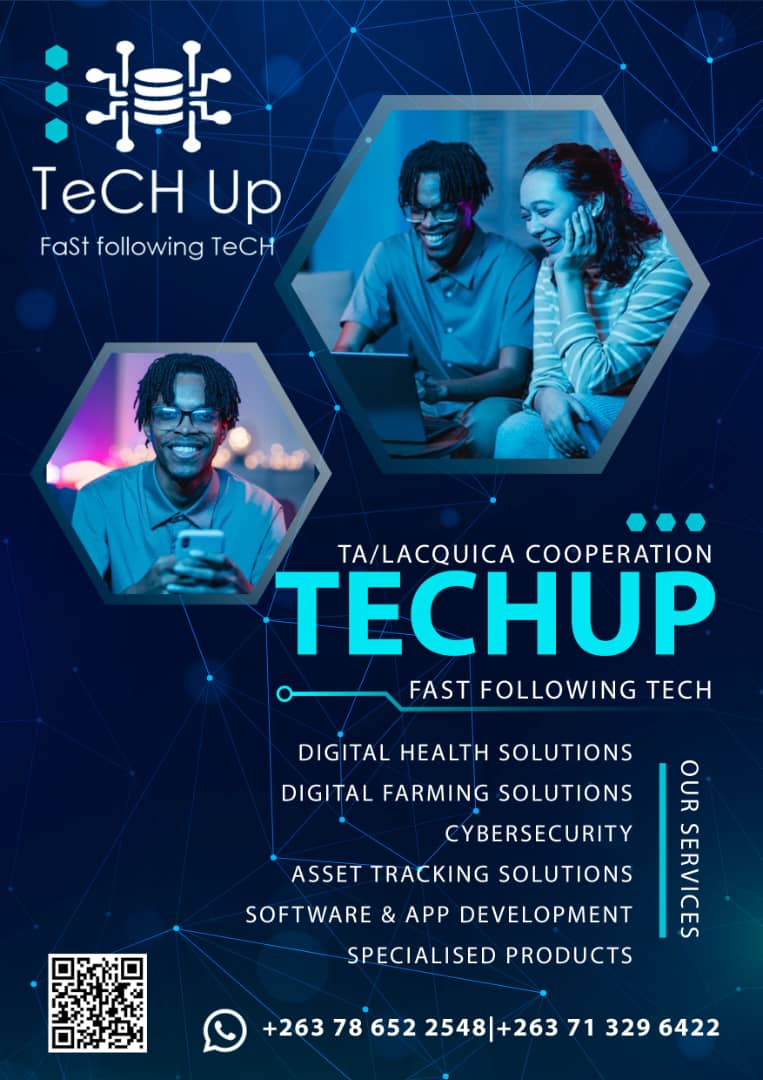 TeCH Up
FaSt following TeCH
TA/LACQUICA COOPERATION
TECHUP
FAST FOLLOWING TECH
OUR SERVICES
DIGITAL HEALTH SOLUTIONS
DIGITAL FARMING SOLUTIONS
CYBERSECURITY
ASSET TRACKING SOLUTIONS
SOFTWARE & APP DEVELOPMENT
SPECIALISED PRODUCTS
+263 78 652 2548|+263 71 329 6422